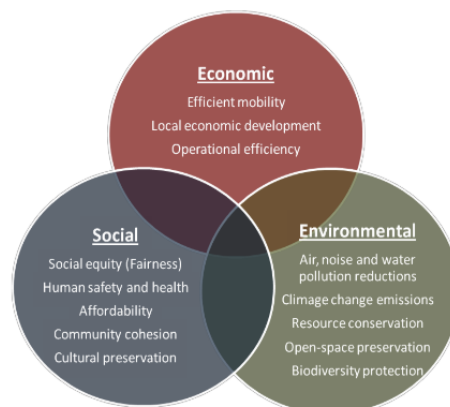 Economic
Efficient mobility
Local economic development
Operational efficiency
Social
Social equity (Fairness)
Human safety and health
Affordability
Community cohesion
Cultural preservation
Environmental
Air, noise and water
pollution reductions
Climage change emissions
Resource conservation
Open-space preservation
Biodiversity protection